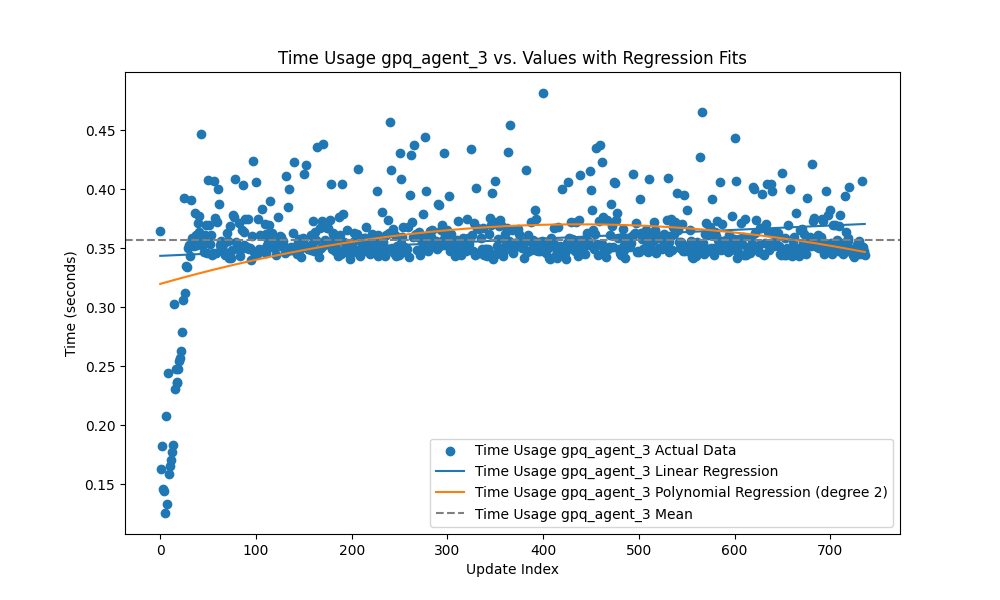 Time Usage gpq_agent_3 vs. Values with Regression Fits
Time (seconds)
0.45
0.40
0.35
0.30
0.25
0.20
0.15
Time Usage gpq_agent_3 Actual Data
Time Usage gpq_agent_3 Linear Regression
Time Usage gpq_agent_3 Polynomial Regression (degree 2)
Time Usage gpq_agent_3 Mean
0 100 200 300 400 500 600 700
Update Index